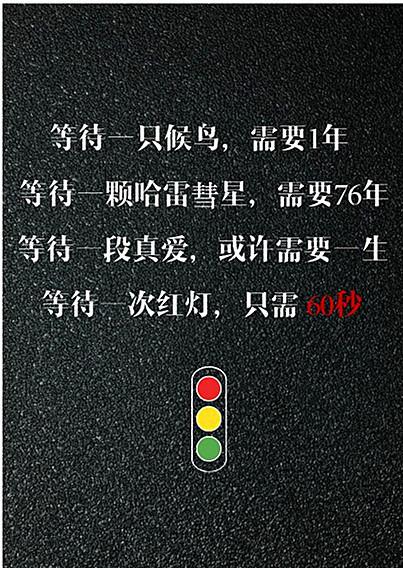 等待一只候鸟，需要1年
等待一颗哈雷彗星，需要76年
等待一段真爱，或许需要一生
等待一次红灯，只需 60秒